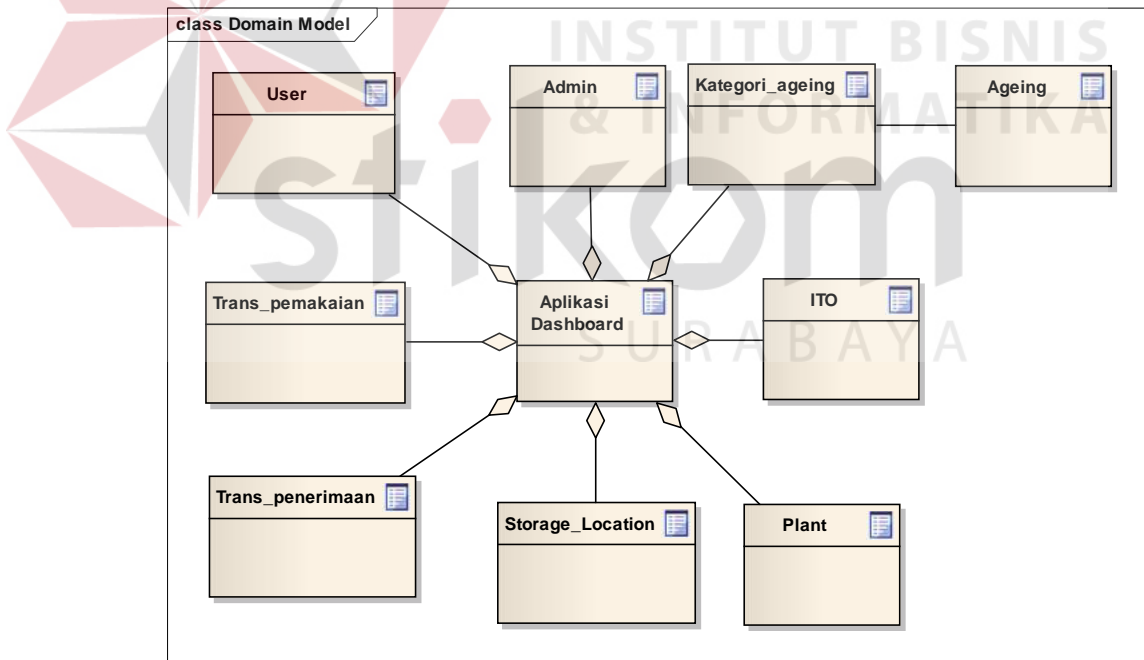 class Domain Model
INSTITUT BISNIS
& INFORMATIKA
stikom
SURABAYA
User
Admin
Kategori_ageing
Ageing
Trans_pemakaian
Aplikasi
Dashboard
ITO
Trans_penerimaan
Storage_Location
Plant